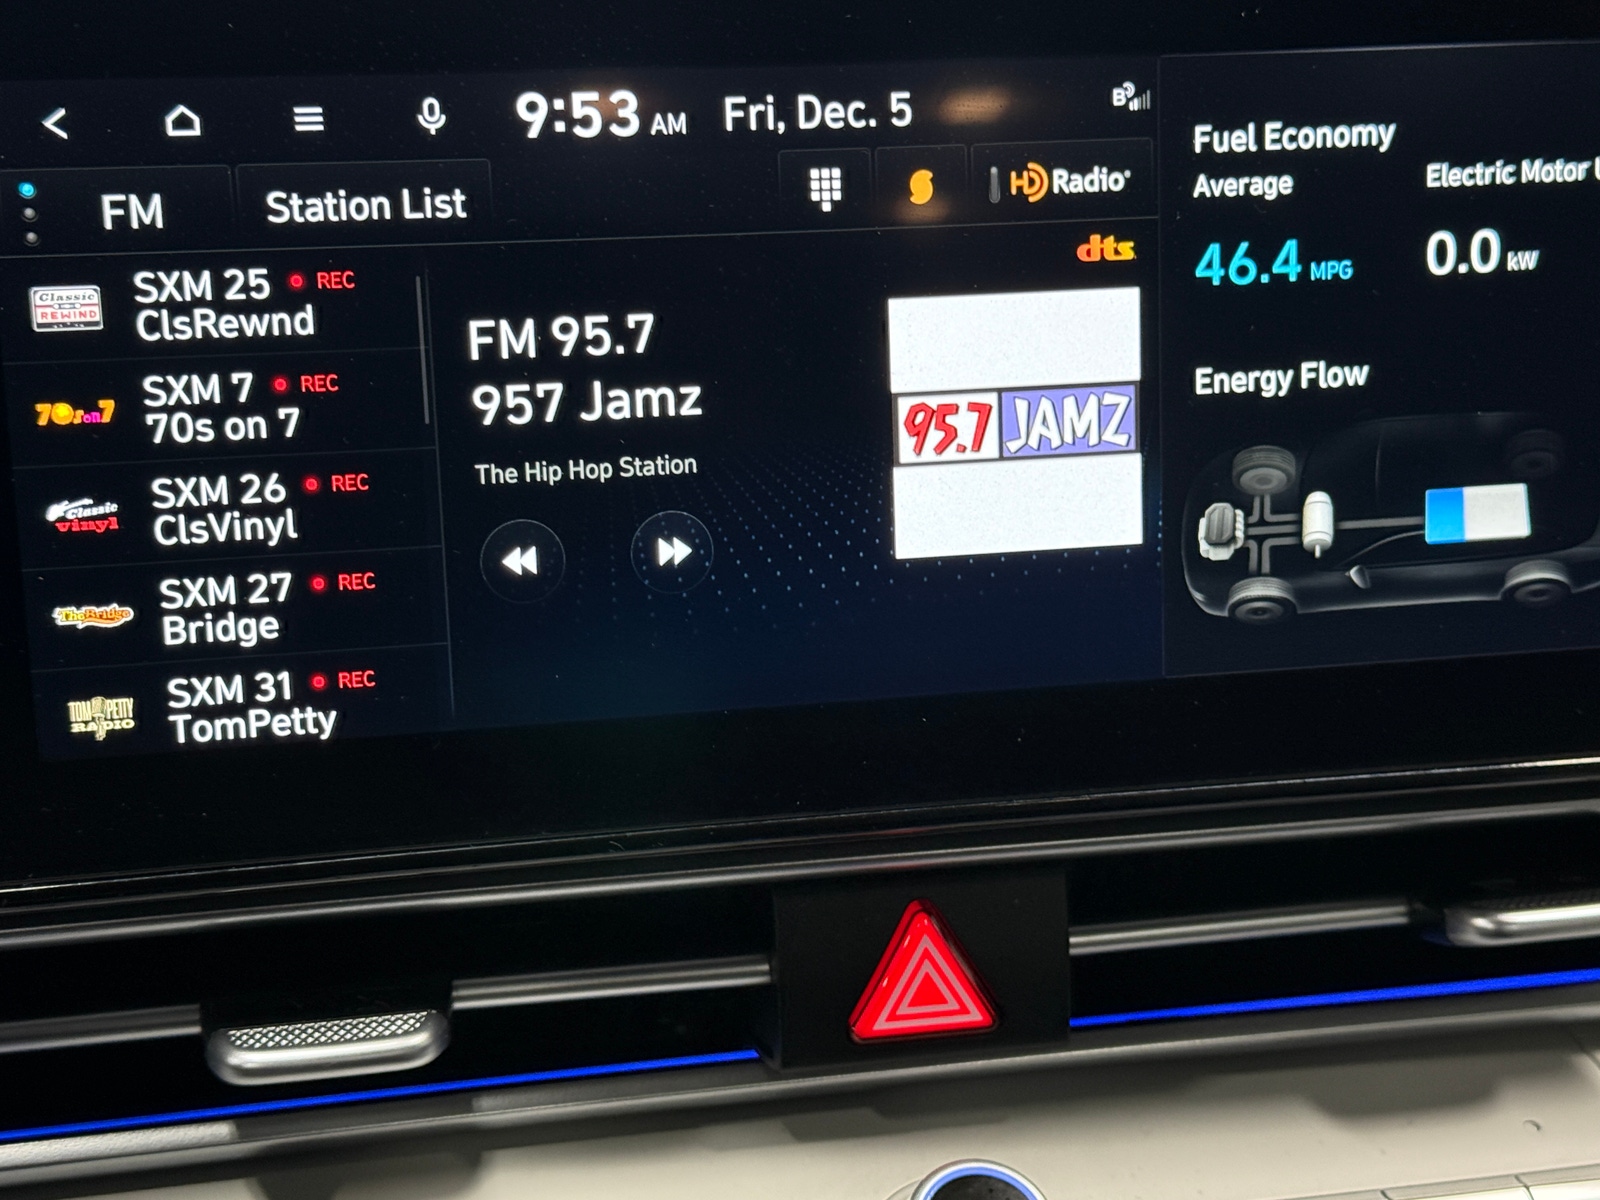 9:53 AM Fri, Dec. 5 B
FM Station List HD Radio®
dts
Classic REWIND
SXM 25 REC
ClsRewnd
70s on 7
SXM 7 REC
70s on 7
Classic Vinyl
SXM 26 REC
ClsVinyl
The Bridge
SXM 27 REC
Bridge
TOM PETTY RADIO
SXM 31 REC
TomPetty
FM 95.7
957 Jamz
The Hip Hop Station
95.7 JAMZ
Fuel Economy
Average
46.4 MPG
Electric Motor
0.0 kW
Energy Flow